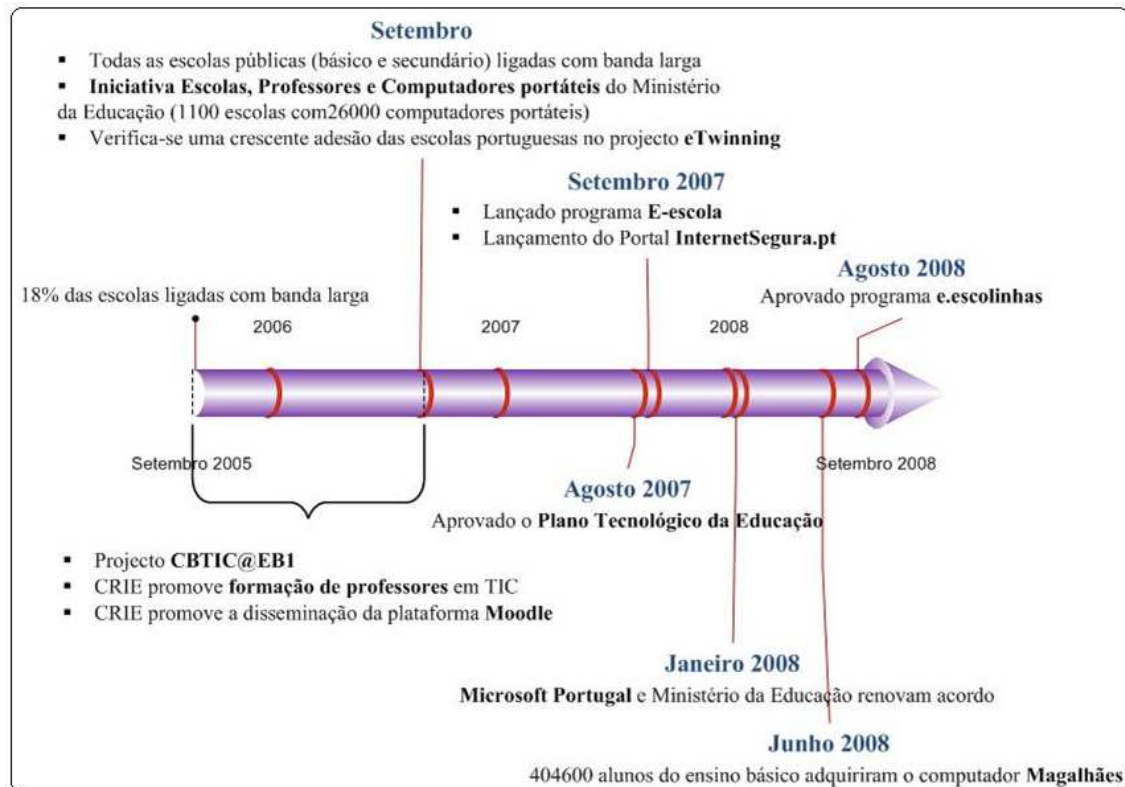 Setembro
▪ Todas as escolas públicas (básico e secundário) ligadas com banda larga
▪ Iniciativa Escolas, Professores e Computadores portáteis do Ministério
da Educação (1100 escolas com26000 computadores portáteis)
▪ Verifica-se uma crescente adesão das escolas portuguesas no projecto eTwinning
Setembro 2007
▪ Lançado programa E-escola
▪ Lançamento do Portal InternetSegura.pt
Agosto 2008
Aprovado programa e.escolinhas
18% das escolas ligadas com banda larga
2006
2007
2008
Setembro 2005
Setembro 2008
Agosto 2007
Aprovado o Plano Tecnológico da Educação
▪ Projecto CBTIC@EB1
▪ CRIE promove formação de professores em TIC
▪ CRIE promove a disseminação da plataforma Moodle
Janeiro 2008
Microsoft Portugal e Ministério da Educação renovam acordo
Junho 2008
404600 alunos do ensino básico adquiriram o computador Magalhães